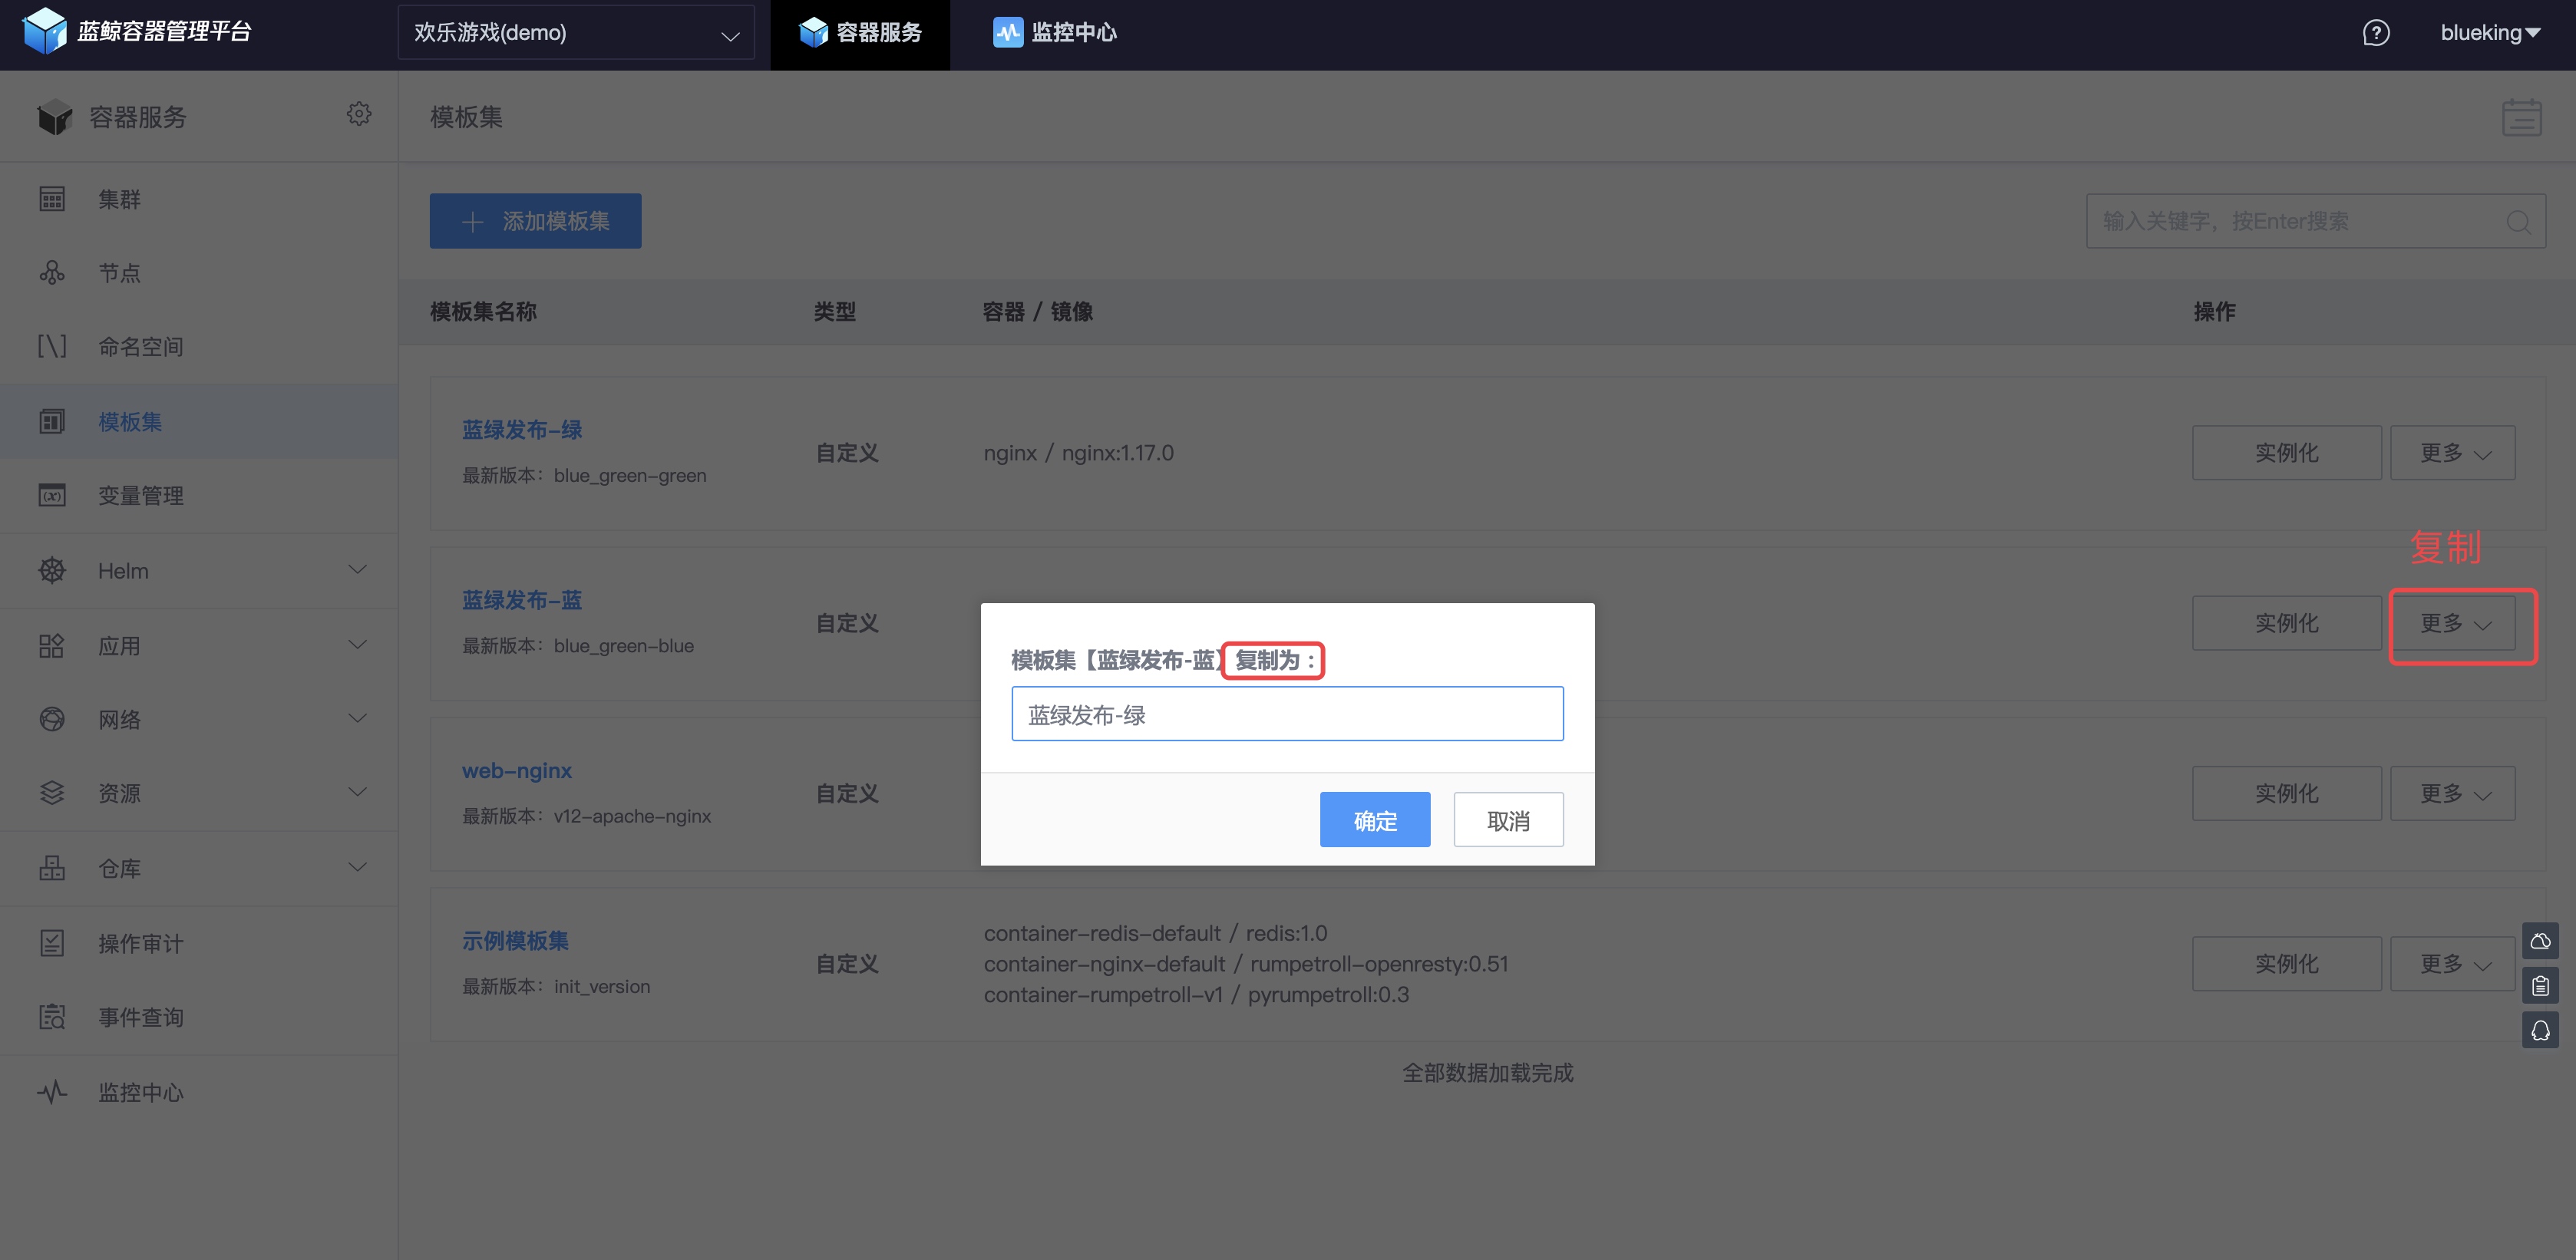 蓝鲸容器管理平台
欢乐游戏(demo)
容器服务
监控中心
blueking
容器服务
模板集
集群
节点
命名空间
模板集
变量管理
Helm
应用
网络
资源
仓库
操作审计
事件查询
监控中心
添加模板集
输入关键字，按Enter搜索
模板集名称 类型 容器 / 镜像 操作
蓝绿发布-绿
最新版本：blue_green-green
自定义
nginx / nginx:1.17.0
实例化 更多
复制
蓝绿发布-蓝
最新版本：blue_green-blue
自定义
实例化 更多
模板集【蓝绿发布-蓝】复制为：
蓝绿发布-绿
确定 取消
web-nginx
最新版本：v12-apache-nginx
自定义
实例化 更多
示例模板集
最新版本：init_version
自定义
container-redis-default / redis:1.0
container-nginx-default / rumpetroll-openresty:0.51
container-rumpetroll-v1 / pyrumpetroll:0.3
实例化 更多
全部数据加载完成